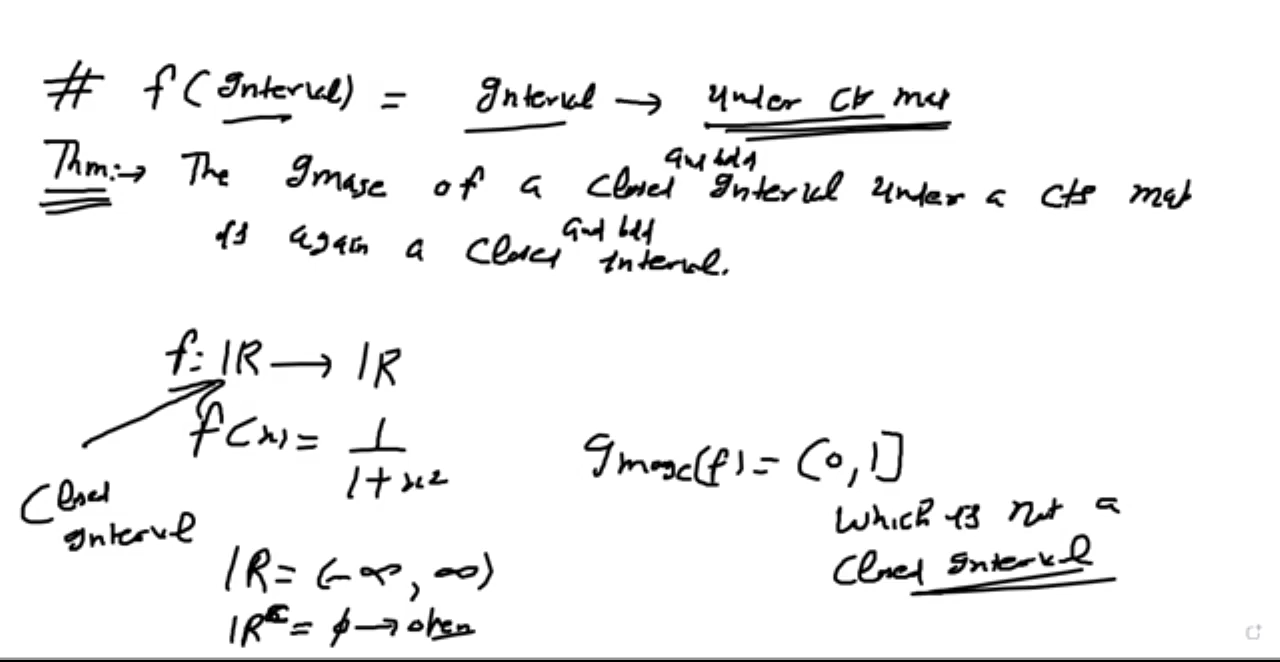 # f(Interval) = Interval → under cts map
Thm:→ The Image of a closed and bdd Interval under a cts map
is again a closed and bdd interval.
f: ℝ → ℝ
f(x) = 1/(1+x²)
Image(f) = (0, 1]
which is not a
closed interval
closed
interval
ℝ = (-∞, ∞)
ℝᶜ = φ → open